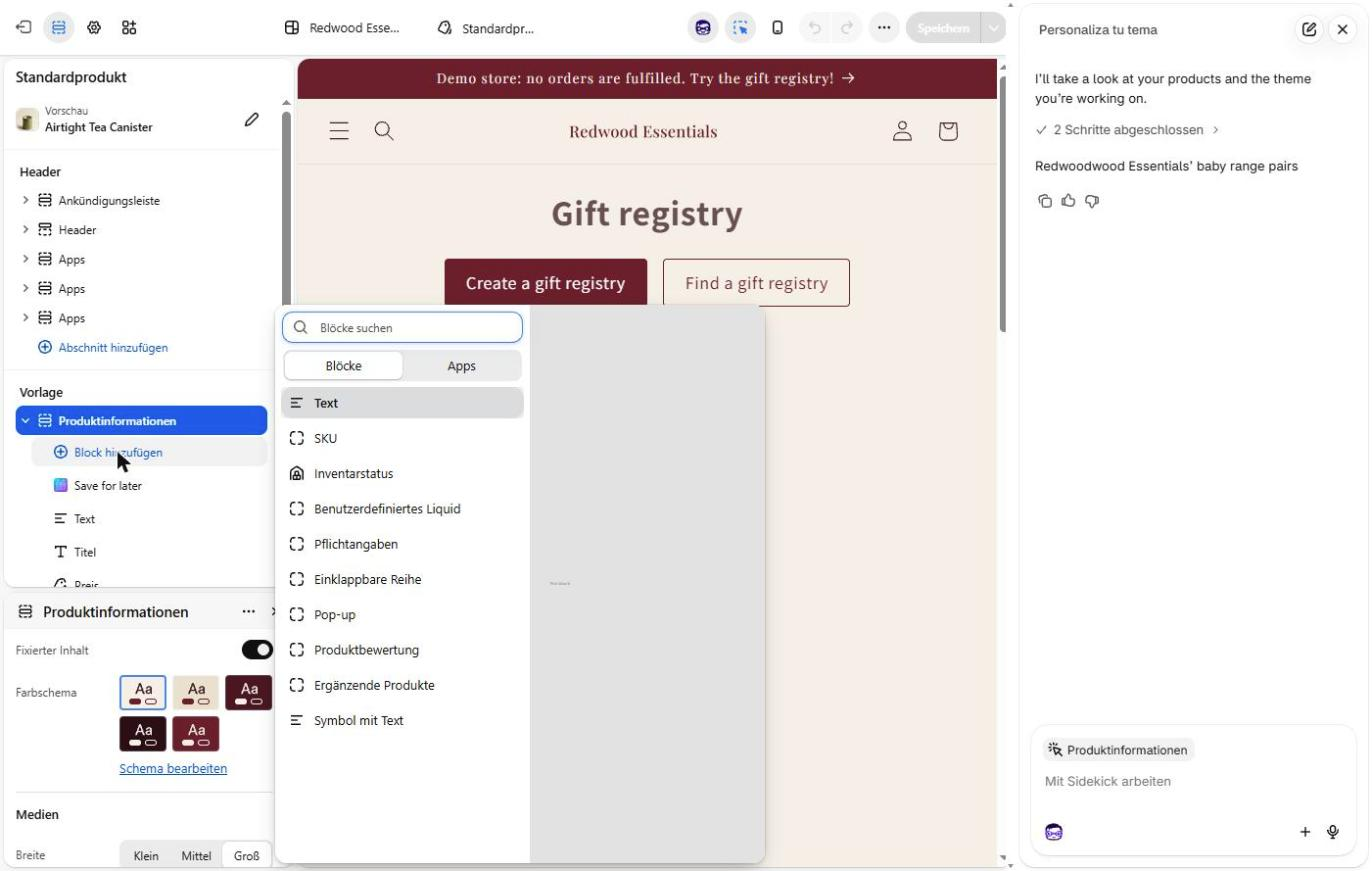 Redwood Esse...
Standardpr...
Speichern
Standardprodukt
Vorschau
Airtight Tea Canister
Header
Ankündigungsleiste
Header
Apps
Apps
Apps
Abschnitt hinzufügen
Vorlage
Produktinformationen
Block hinzufügen
Save for later
Text
Titel
Preis
Produktinformationen
Fixierter Inhalt
Farbschema
Aa
Aa
Aa
Aa
Aa
Schema bearbeiten
Medien
Breite
Klein
Mittel
Groß
Demo store: no orders are fulfilled. Try the gift registry! →
Redwood Essentials
Gift registry
Create a gift registry
Find a gift registry
Blöcke suchen
Blöcke
Apps
Text
SKU
Inventarstatus
Benutzerdefiniertes Liquid
Pflichtangaben
Einklappbare Reihe
Pop-up
Produktbewertung
Ergänzende Produkte
Symbol mit Text
Personaliza tu tema
I'll take a look at your products and the theme
you're working on.
2 Schritte abgeschlossen
Redwoodwood Essentials' baby range pairs
Produktinformationen
Mit Sidekick arbeiten